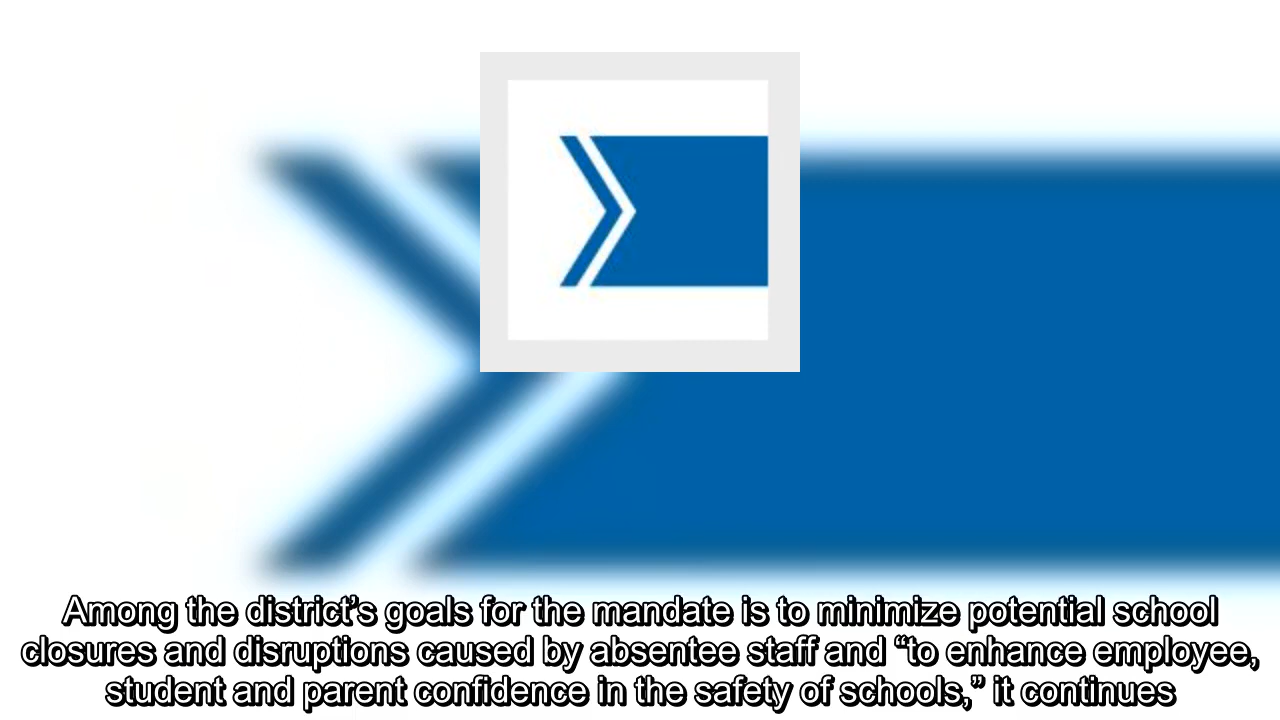 Among the district’s goals for the mandate is to minimize potential school
closures and disruptions caused by absentee staff and “to enhance employee,
student and parent confidence in the safety of schools,” it continues